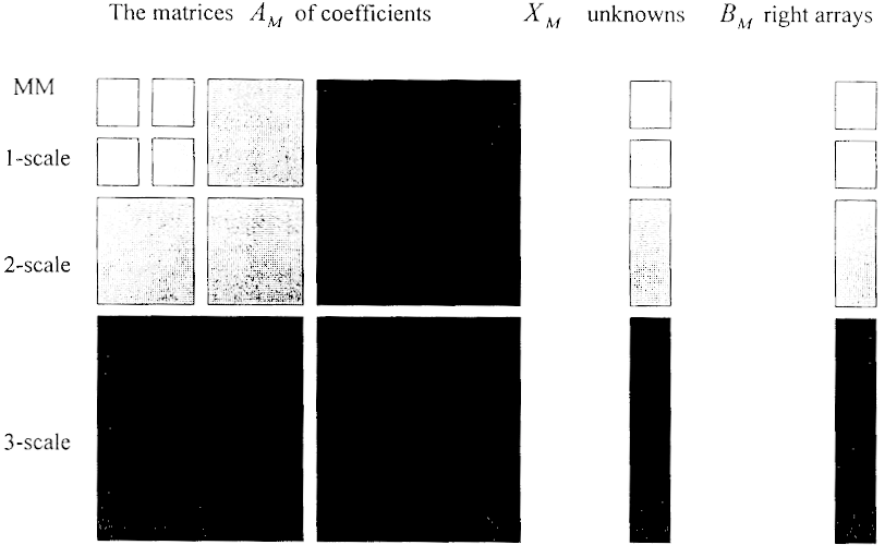 The matrices A_M of coefficients X_M unknowns B_M right arrays
MM
1-scale
2-scale
3-scale